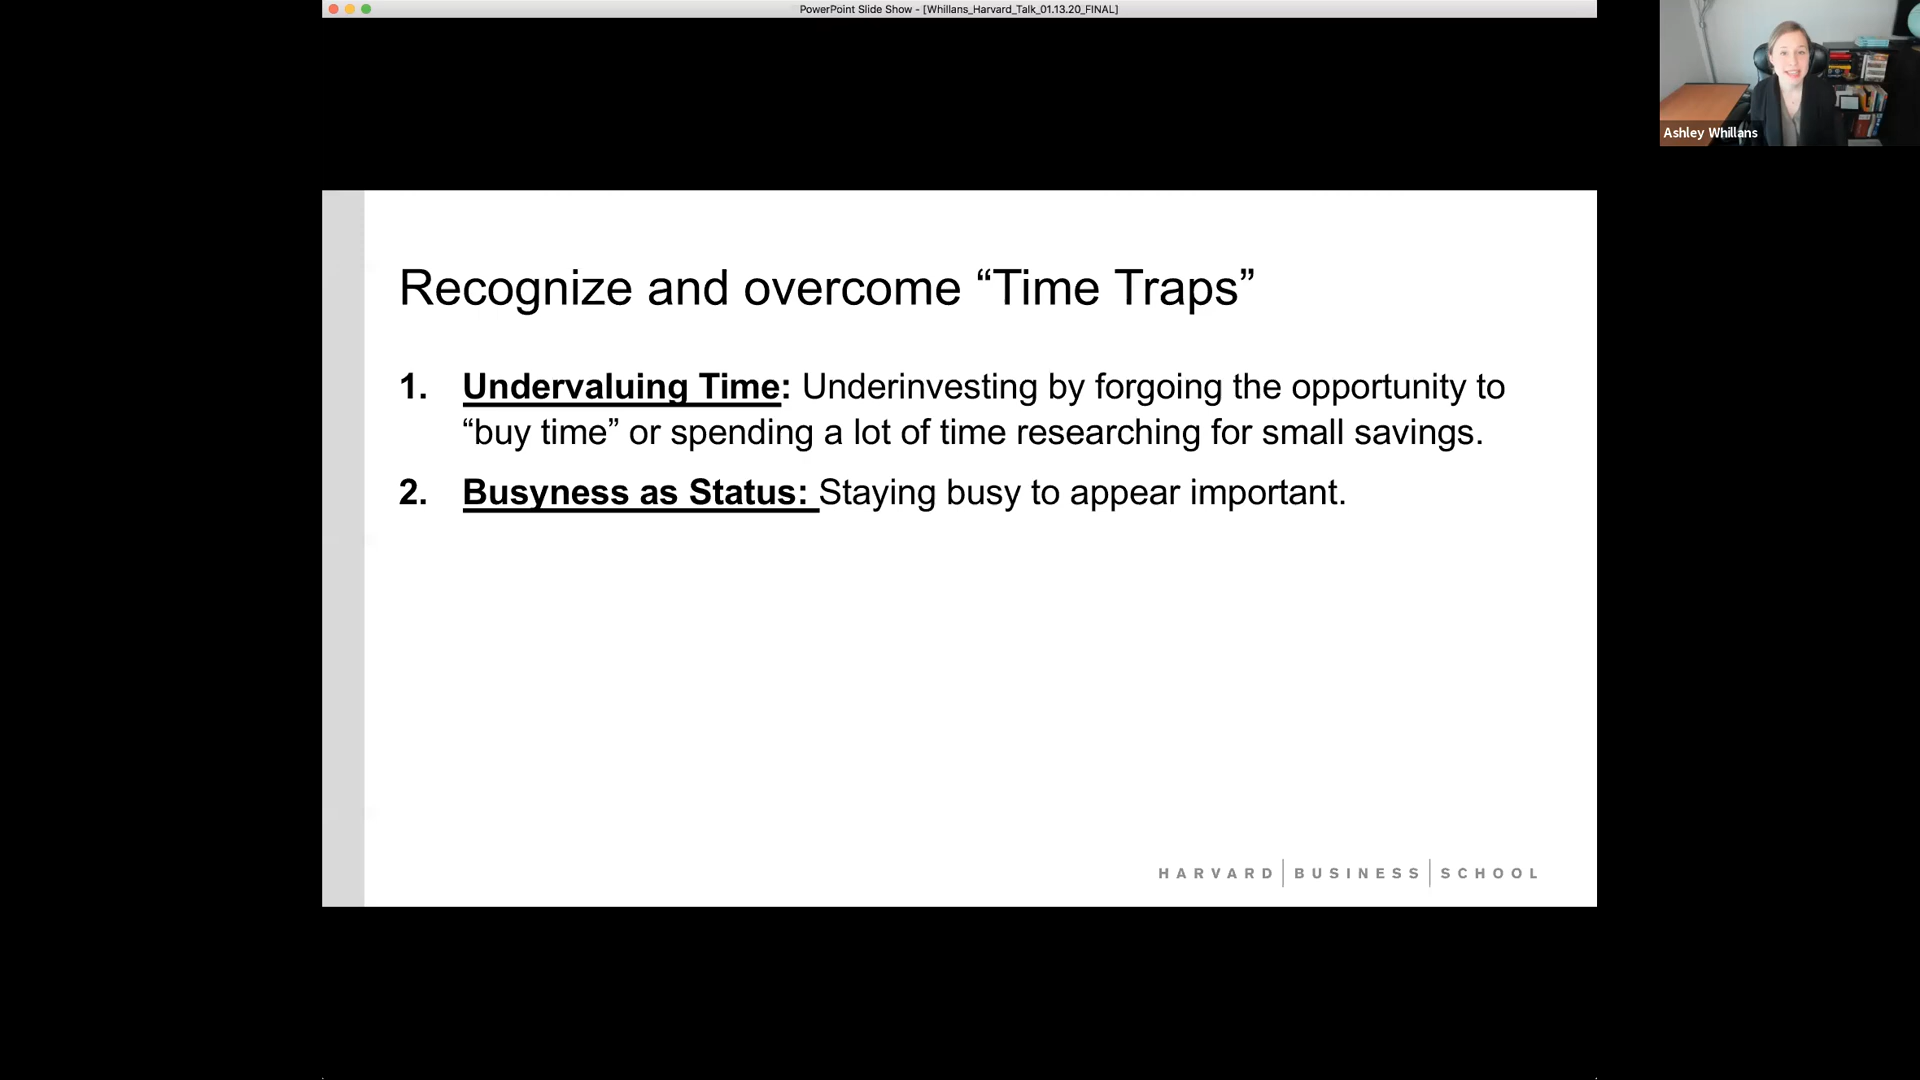 PowerPoint Slide Show - [Whillans_Harvard_Talk_01.13.20_FINAL]
Ashley Whillans
Recognize and overcome “Time Traps”
1. Undervaluing Time: Underinvesting by forgoing the opportunity to
“buy time” or spending a lot of time researching for small savings.
2. Busyness as Status: Staying busy to appear important.
HARVARD BUSINESS SCHOOL